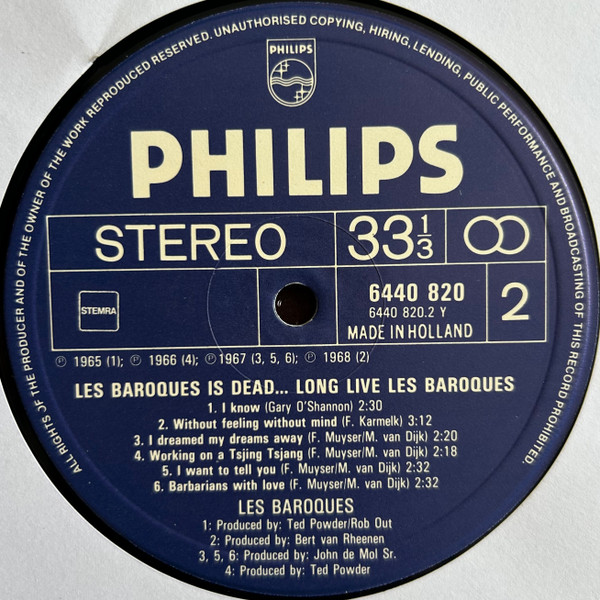 ALL RIGHTS OF THE PRODUCER AND OF THE OWNER OF THE WORK REPRODUCED RESERVED. UNAUTHORISED COPYING, HIRING, LENDING, PUBLIC PERFORMANCE AND BROADCASTING OF THIS RECORD PROHIBITED.
PHILIPS
PHILIPS
STEREO
33 1/3
STEMRA
6440 820
6440 820.2 Y
MADE IN HOLLAND
2
℗ 1965 (1); ℗ 1966 (4); ℗ 1967 (3, 5, 6); ℗ 1968 (2)
LES BAROQUES IS DEAD... LONG LIVE LES BAROQUES
1. I know (Gary O'Shannon) 2:30
2. Without feeling without mind (F. Karmelk) 3:12
3. I dreamed my dreams away (F. Muyser/M. van Dijk) 2:20
4. Working on a Tsjing Tsjang (F. Muyser/M. van Dijk) 2:18
5. I want to tell you (F. Muyser/M. van Dijk) 2:32
6. Barbarians with love (F. Muyser/M. van Dijk) 2:32
LES BAROQUES
1: Produced by: Ted Powder/Rob Out
2: Produced by: Bert van Rheenen
3, 5, 6: Produced by: John de Mol Sr.
4: Produced by: Ted Powder